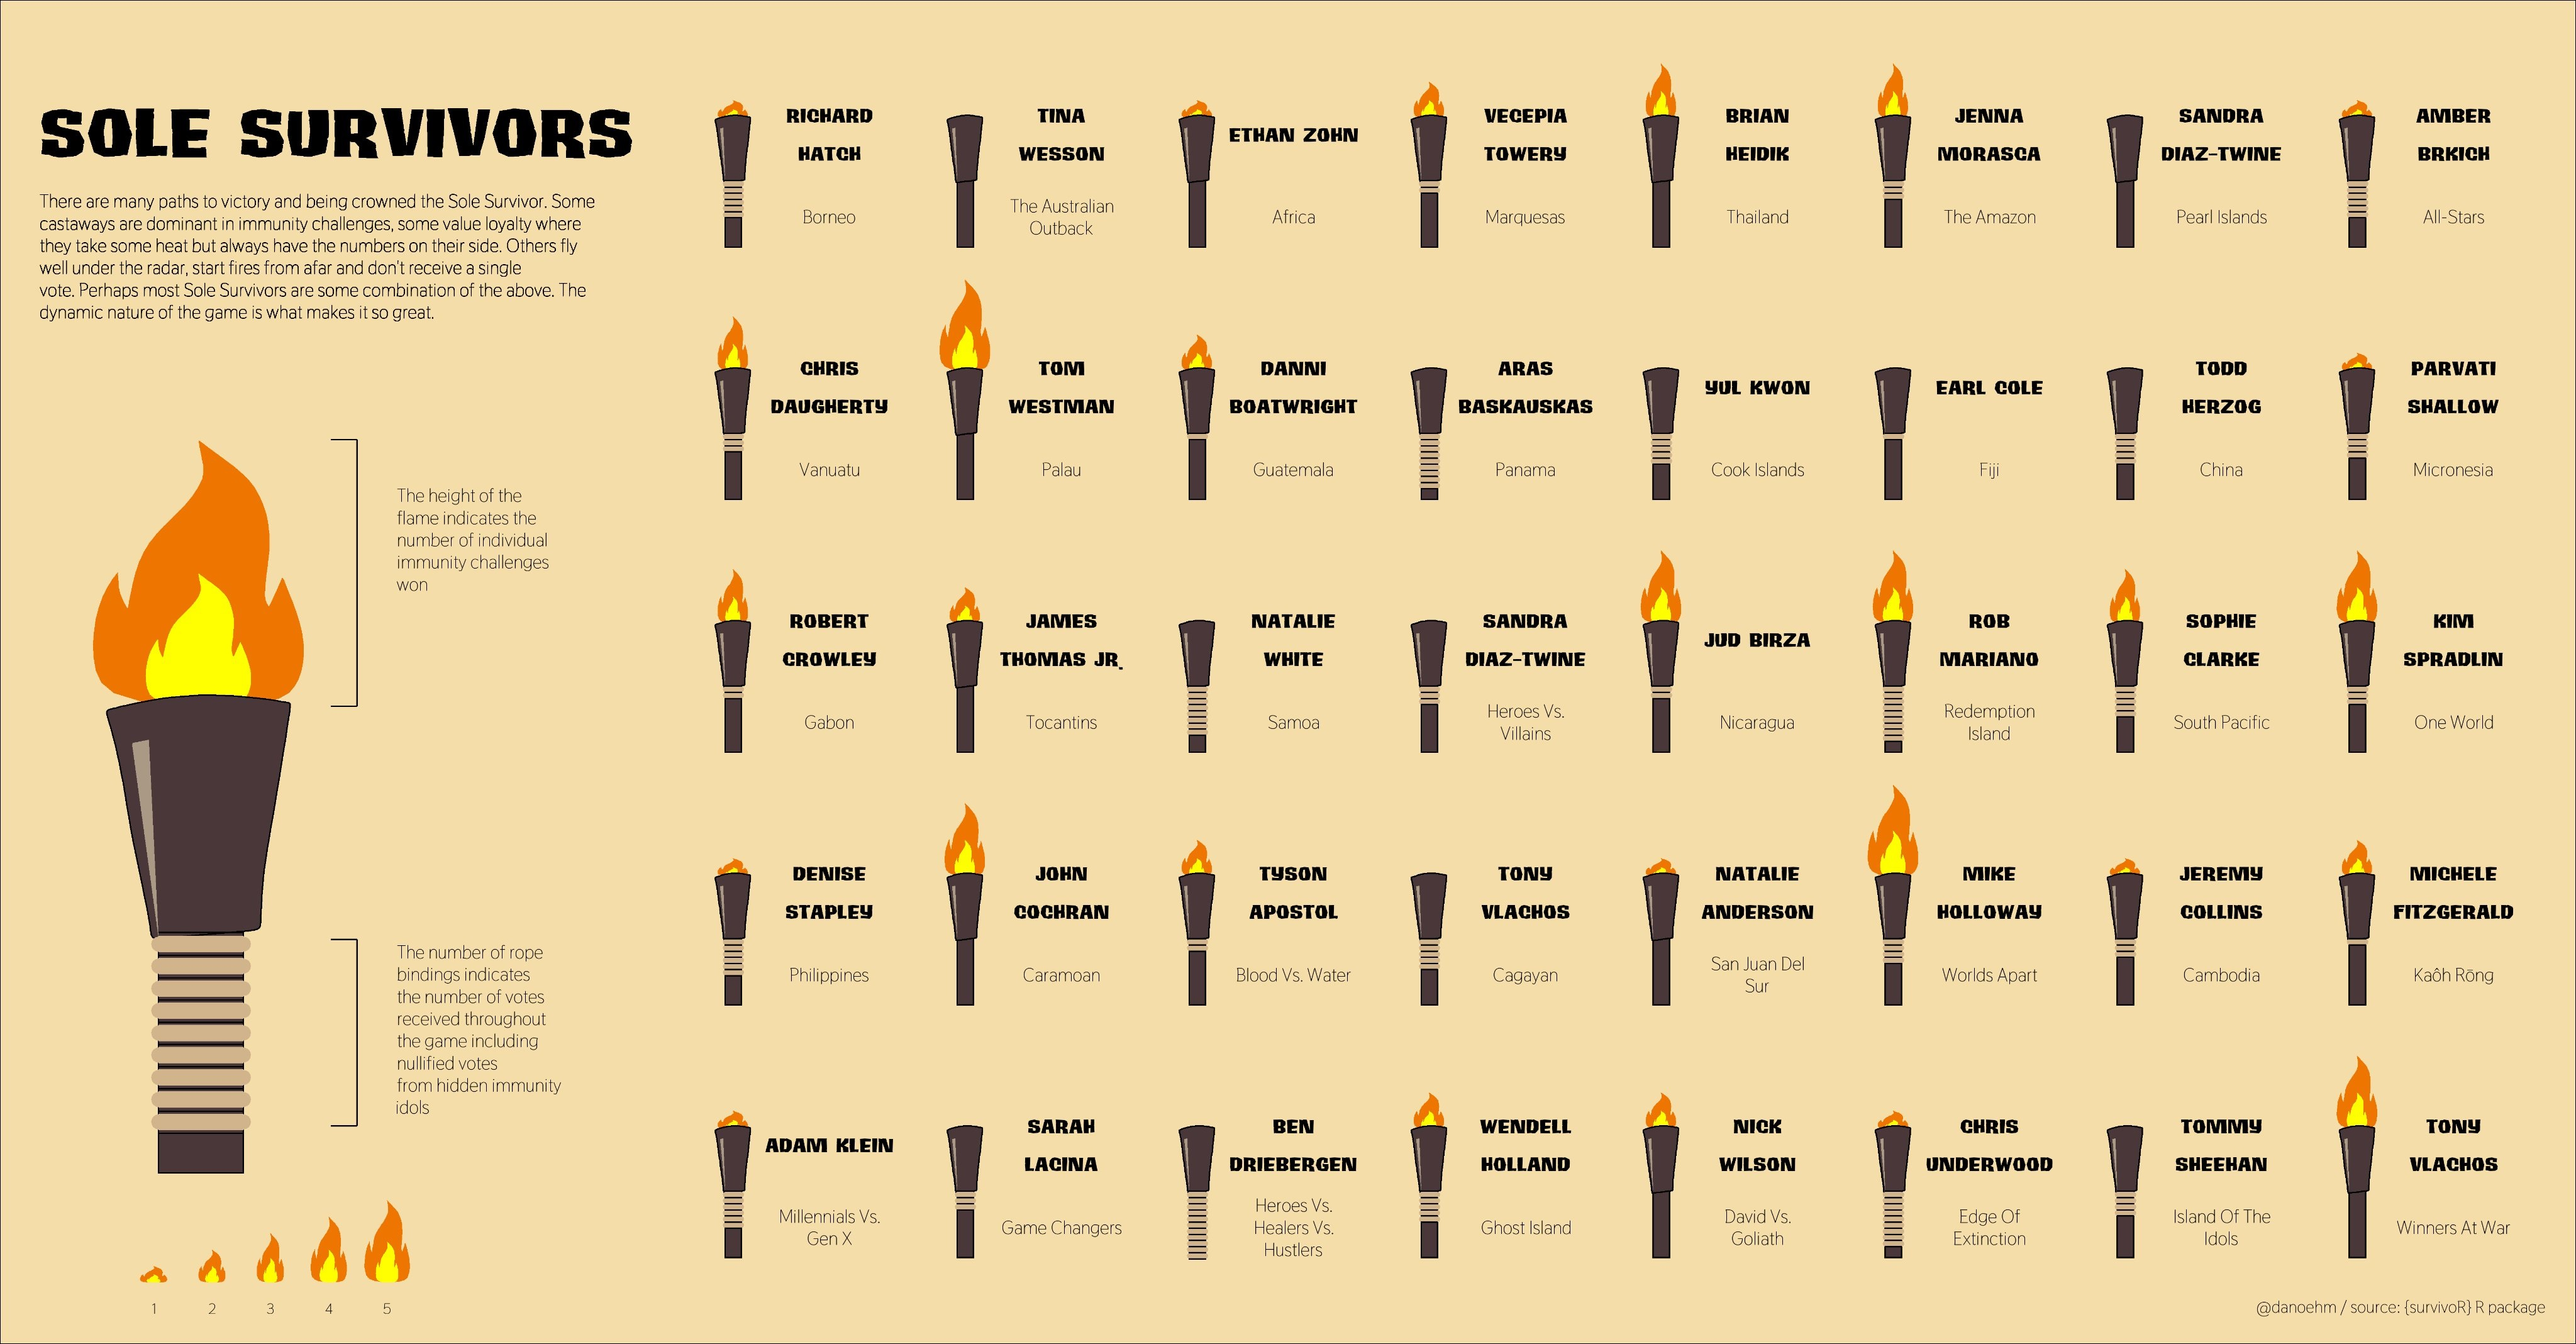 SOLE SURVIVORS
There are many paths to victory and being crowned the Sole Survivor. Some
castaways are dominant in immunity challenges, some value loyalty where
they take some heat but always have the numbers on their side. Others fly
well under the radar, start fires from afar and don't receive a single
vote. Perhaps most Sole Survivors are some combination of the above. The
dynamic nature of the game is what makes it so great.
The height of the
flame indicates the
number of individual
immunity challenges
won
The number of rope
bindings indicates
the number of votes
received throughout
the game including
nullified votes
from hidden immunity
idols
1
2
3
4
5
RICHARD
HATCH
Borneo
TINA
WESSON
The Australian
Outback
ETHAN ZOHN
Africa
VECEPIA
TOWERY
Marquesas
BRIAN
HEIDIK
Thailand
JENNA
MORASCA
The Amazon
SANDRA
DIAZ-TWINE
Pearl Islands
AMBER
BRKICH
All-Stars
CHRIS
DAUGHERTY
Vanuatu
TOM
WESTMAN
Palau
DANNI
BOATWRIGHT
Guatemala
ARAS
BASKAUSKAS
Panama
YUL KWON
Cook Islands
EARL COLE
Fiji
TODD
HERZOG
China
PARVATI
SHALLOW
Micronesia
ROBERT
CROWLEY
Gabon
JAMES
THOMAS JR.
Tocantins
NATALIE
WHITE
Samoa
SANDRA
DIAZ-TWINE
Heroes Vs.
Villains
JUD BIRZA
Nicaragua
ROB
MARIANO
Redemption
Island
SOPHIE
CLARKE
South Pacific
KIM
SPRADLIN
One World
DENISE
STAPLEY
Philippines
JOHN
COCHRAN
Caramoan
TYSON
APOSTOL
Blood Vs. Water
TONY
VLACHOS
Cagayan
NATALIE
ANDERSON
San Juan Del
Sur
MIKE
HOLLOWAY
Worlds Apart
JEREMY
COLLINS
Cambodia
MICHELE
FITZGERALD
Kaôh Rōng
ADAM KLEIN
Millennials Vs.
Gen X
SARAH
LACINA
Game Changers
BEN
DRIEBERGEN
Heroes Vs.
Healers Vs.
Hustlers
WENDELL
HOLLAND
Ghost Island
NICK
WILSON
David Vs.
Goliath
CHRIS
UNDERWOOD
Edge Of
Extinction
TOMMY
SHEEHAN
Island Of The
Idols
TONY
VLACHOS
Winners At War
@danoehm / source: {survivoR} R package